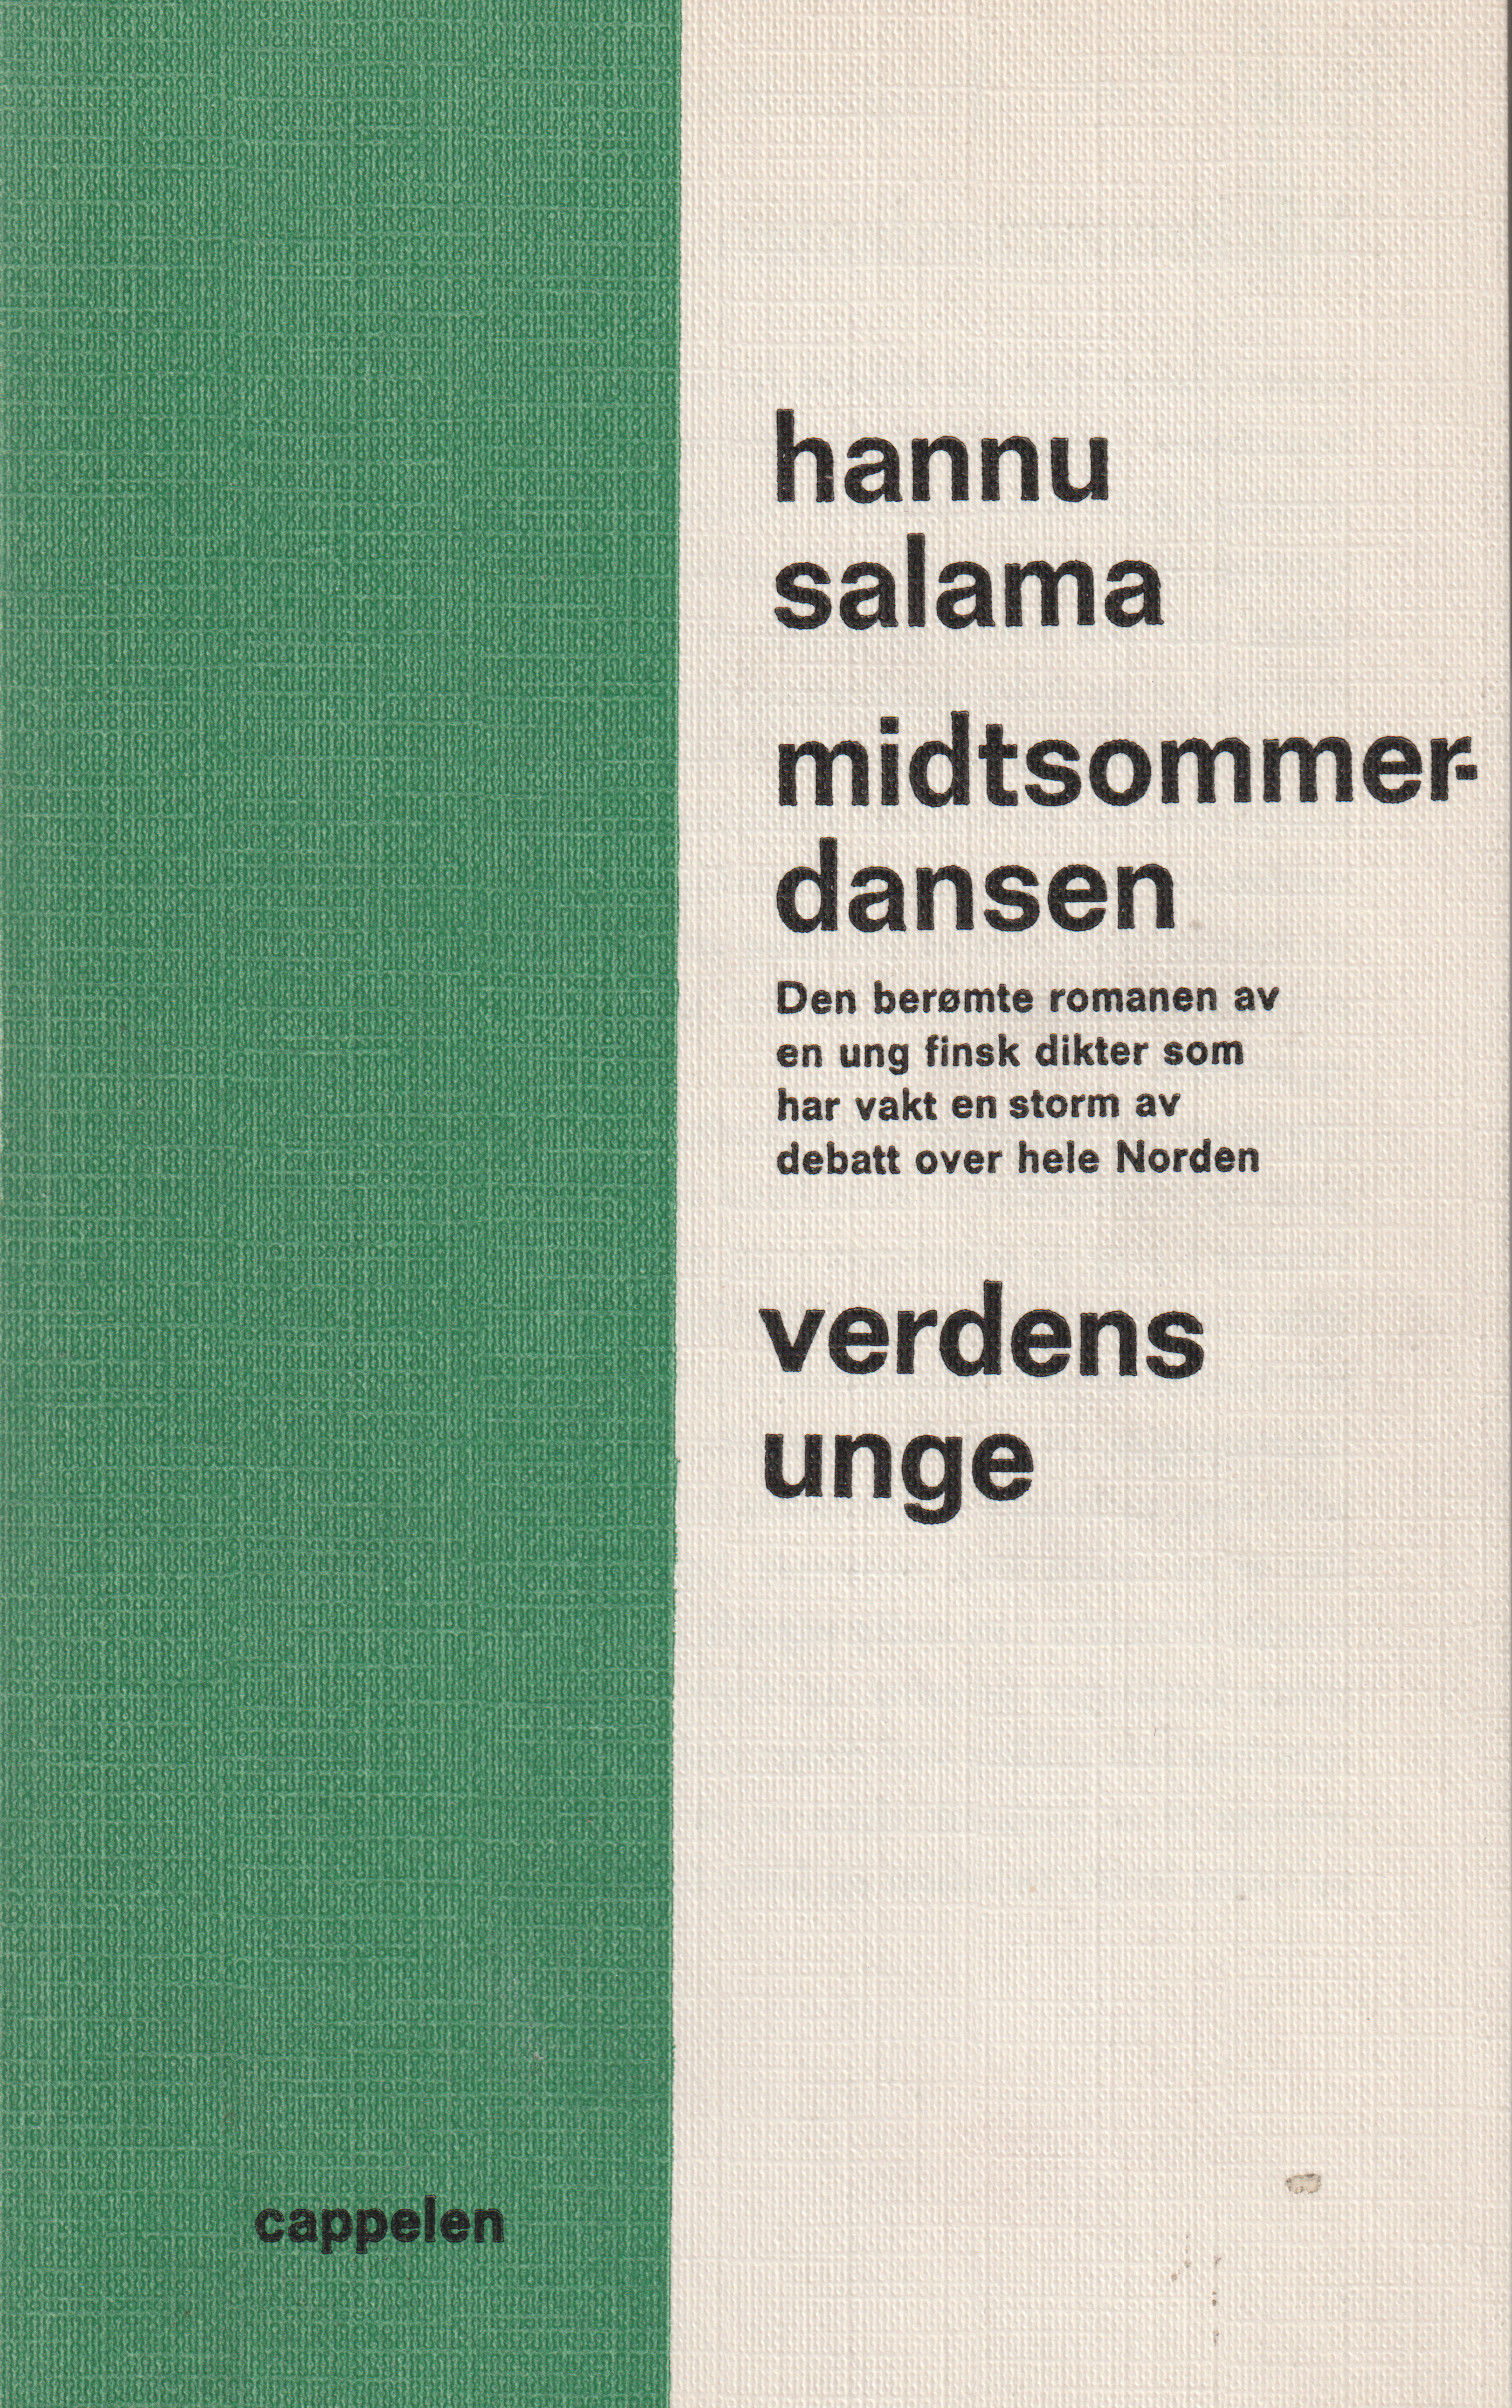 hannu
salama
midtsommer-
dansen
Den berømte romanen av
en ung finsk dikter som
har vakt en storm av
debatt over hele Norden
verdens
unge
cappelen